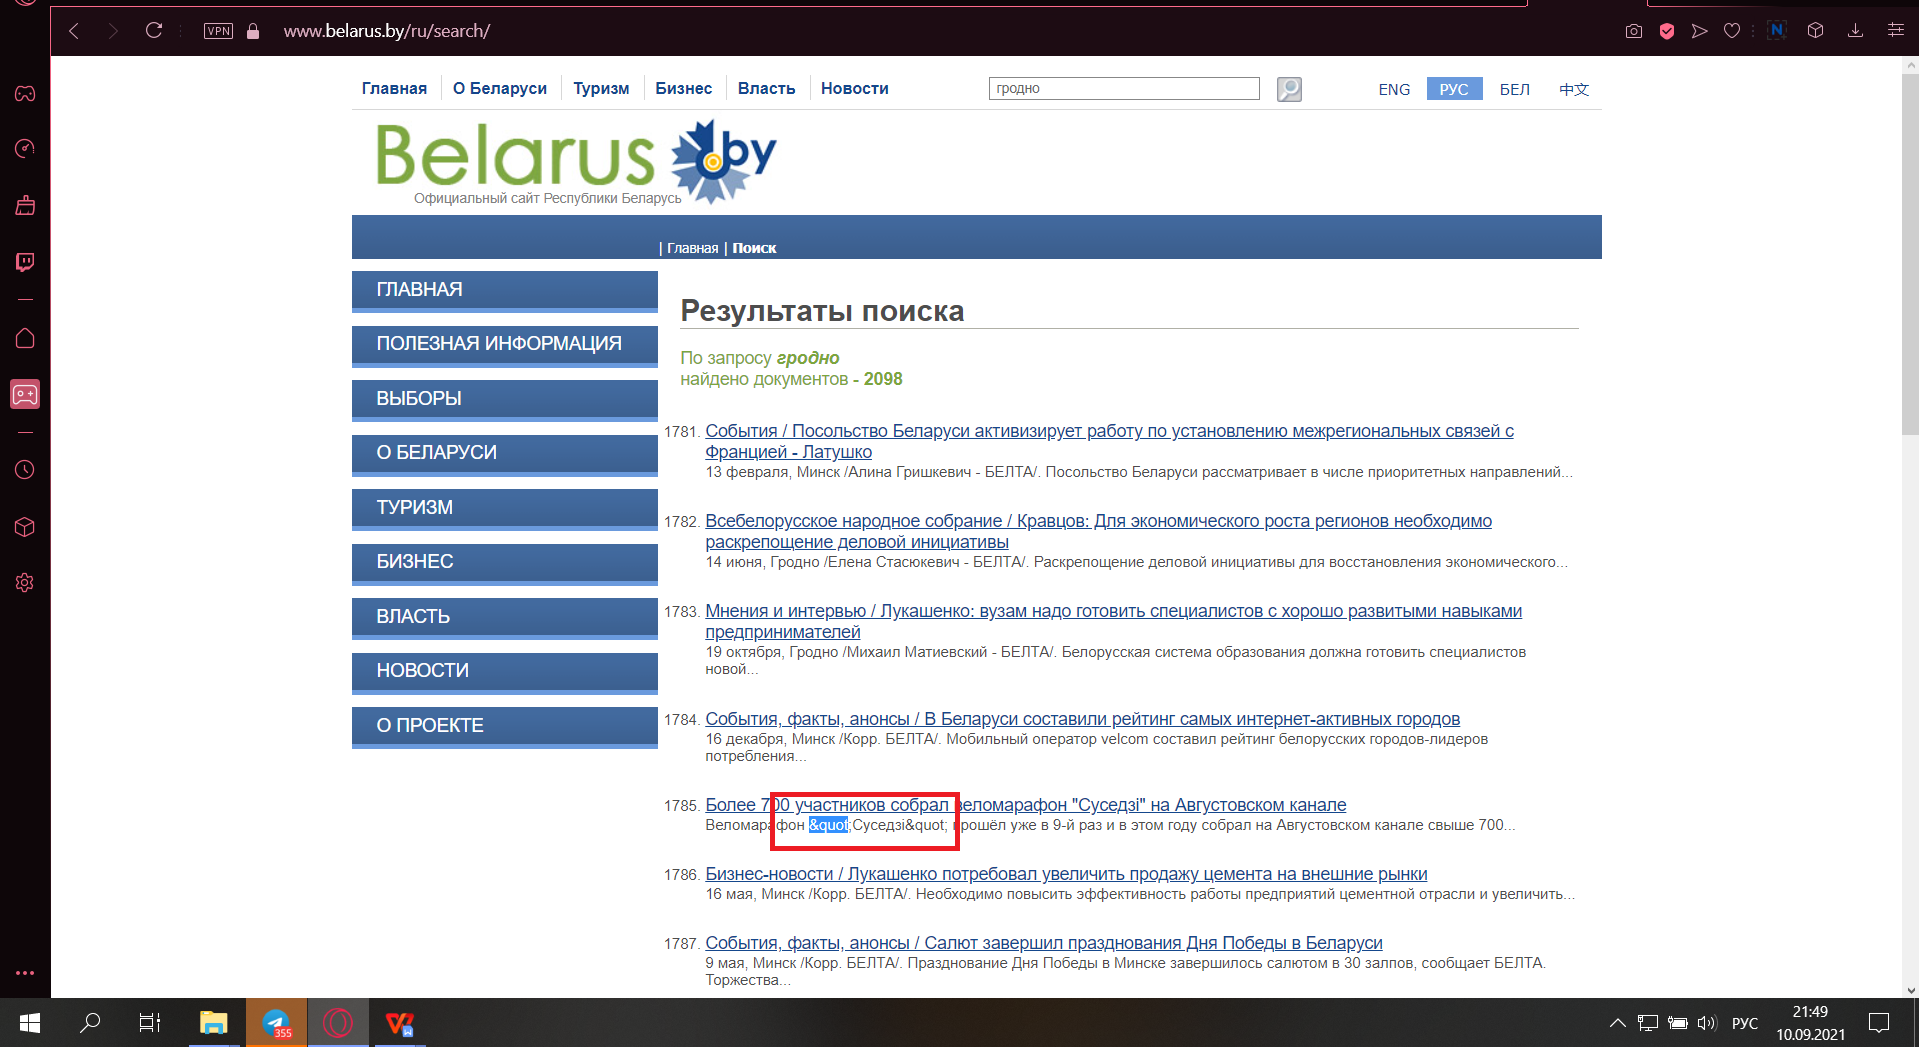 VPN
www.belarus.by/ru/search/
Главная
О Беларуси
Туризм
Бизнес
Власть
Новости
гродно
ENG
РУС
БЕЛ
中文
Belarus.by
Официальный сайт Республики Беларусь
| Главная | Поиск
ГЛАВНАЯ
ПОЛЕЗНАЯ ИНФОРМАЦИЯ
ВЫБОРЫ
О БЕЛАРУСИ
ТУРИЗМ
БИЗНЕС
ВЛАСТЬ
НОВОСТИ
О ПРОЕКТЕ
Результаты поиска
По запросу гродно
найдено документов - 2098
1781. События / Посольство Беларуси активизирует работу по установлению межрегиональных связей с
Францией - Латушко
13 февраля, Минск /Алина Гришкевич - БЕЛТА/. Посольство Беларуси рассматривает в числе приоритетных направлений...
1782. Всебелорусское народное собрание / Кравцов: Для экономического роста регионов необходимо
раскрепощение деловой инициативы
14 июня, Гродно /Елена Стасюкевич - БЕЛТА/. Раскрепощение деловой инициативы для восстановления экономического...
1783. Мнения и интервью / Лукашенко: вузам надо готовить специалистов с хорошо развитыми навыками
предпринимателей
19 октября, Гродно /Михаил Матиевский - БЕЛТА/. Белорусская система образования должна готовить специалистов
новой...
1784. События, факты, анонсы / В Беларуси составили рейтинг самых интернет-активных городов
16 декабря, Минск /Корр. БЕЛТА/. Мобильный оператор velcom составил рейтинг белорусских городов-лидеров
потребления...
1785. Более 700 участников собрал веломарафон "Суседзі" на Августовском канале
Веломарафон &quot;Суседзі&quot; прошёл уже в 9-й раз и в этом году собрал на Августовском канале свыше 700...
1786. Бизнес-новости / Лукашенко потребовал увеличить продажу цемента на внешние рынки
16 мая, Минск /Корр. БЕЛТА/. Необходимо повысить эффективность работы предприятий цементной отрасли и увеличить...
1787. События, факты, анонсы / Салют завершил празднования Дня Победы в Беларуси
9 мая, Минск /Корр. БЕЛТА/. Празднование Дня Победы в Минске завершилось салютом в 30 залпов, сообщает БЕЛТА.
Торжества...
355
РУС
21:49
10.09.2021